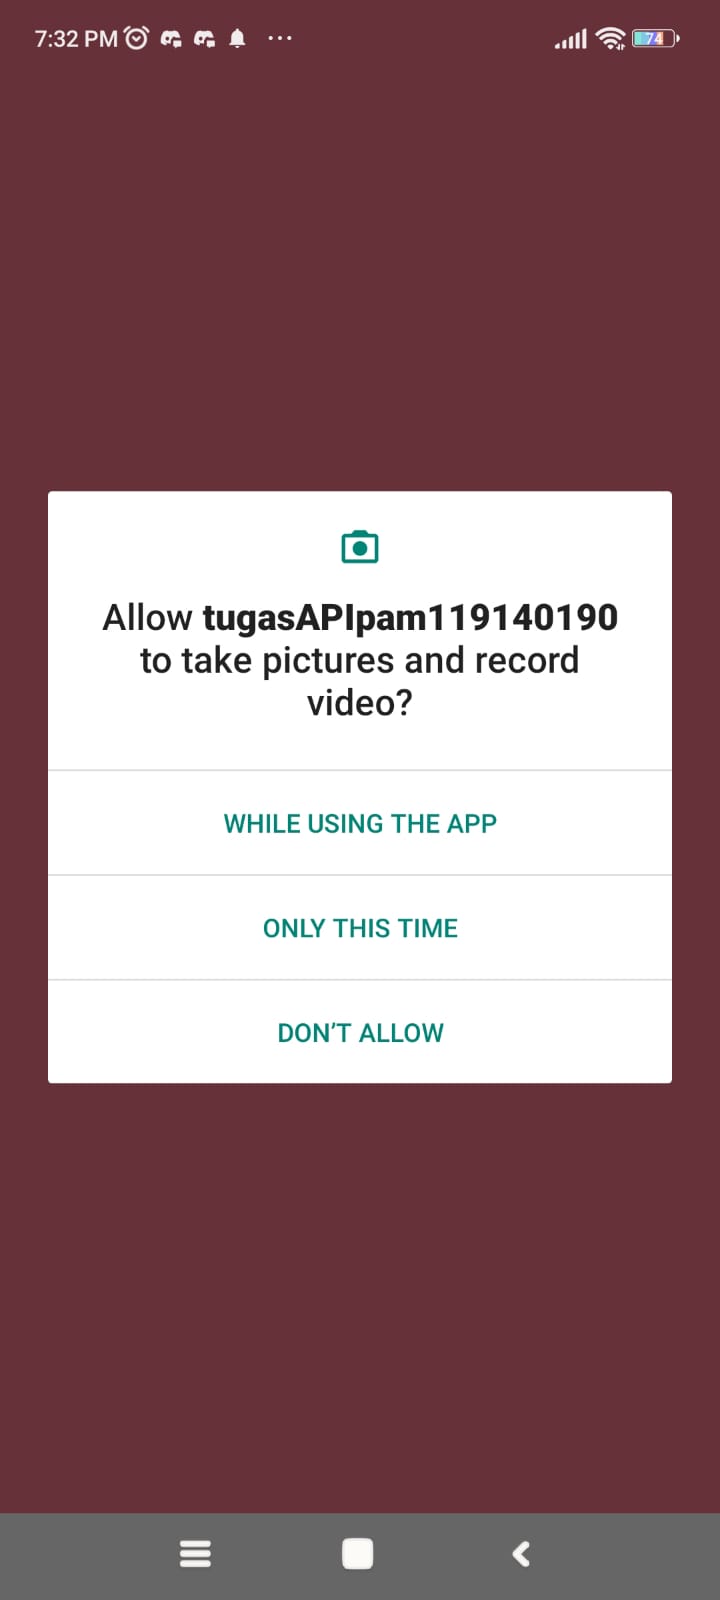 7:32 PM
74
Allow tugasAPIpam119140190
to take pictures and record
video?
WHILE USING THE APP
ONLY THIS TIME
DON’T ALLOW